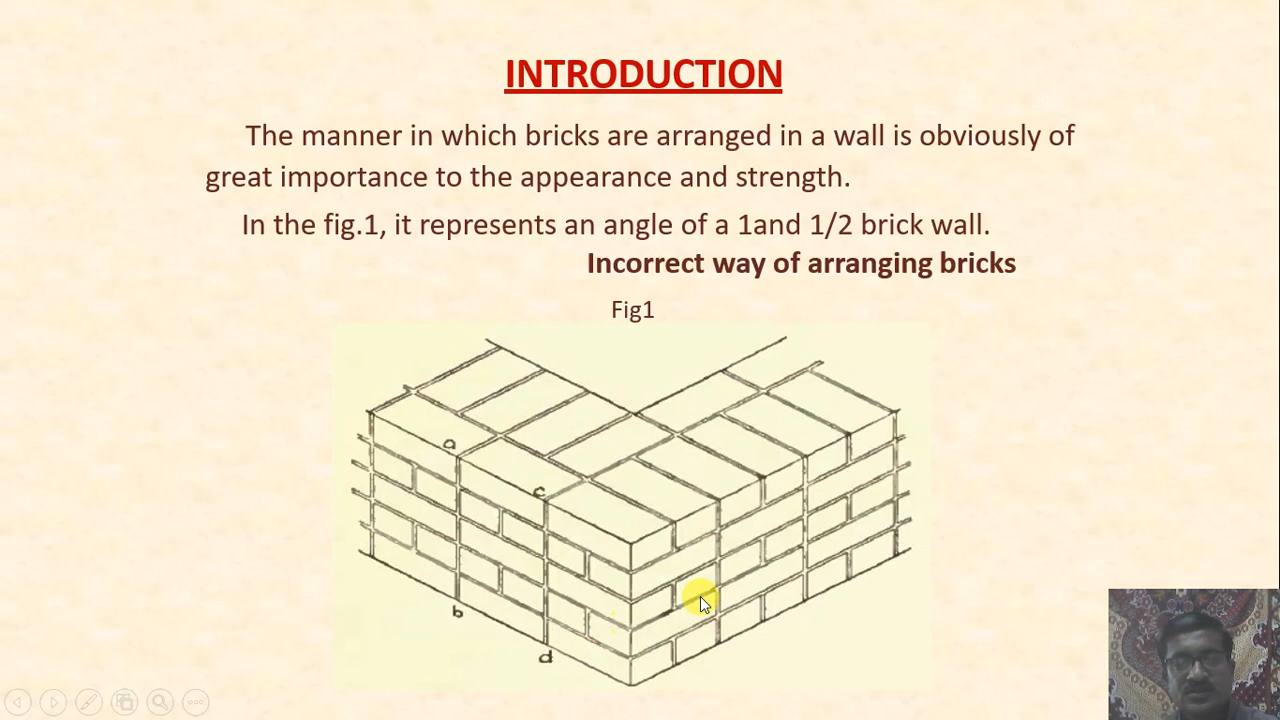 INTRODUCTION
The manner in which bricks are arranged in a wall is obviously of
great importance to the appearance and strength.
In the fig.1, it represents an angle of a 1and 1/2 brick wall.
Incorrect way of arranging bricks
Fig1
a
c
b
d